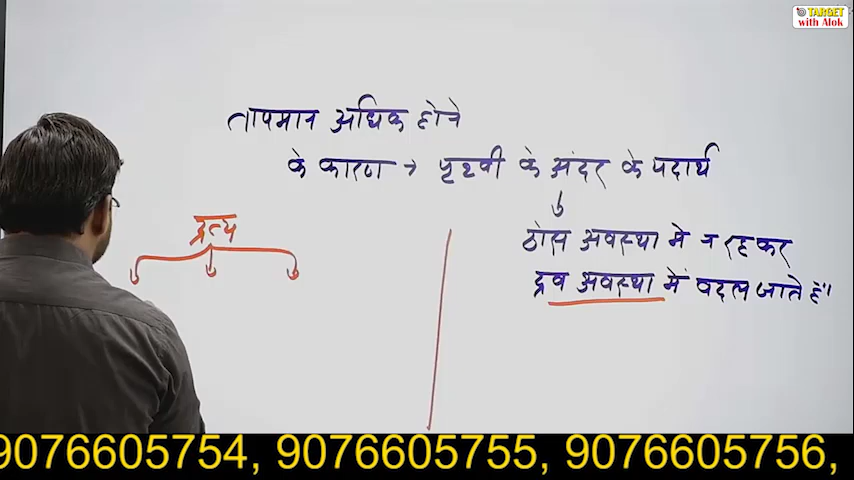 TARGET
with Alok
तापमान अधिक होने
के कारण → पृथ्वी के अंदर के पदार्थ
ठोस अवस्था में न रहकर
द्रव अवस्था में बदल जाते हैं"
द्रव्य
9076605754, 9076605755, 9076605756,